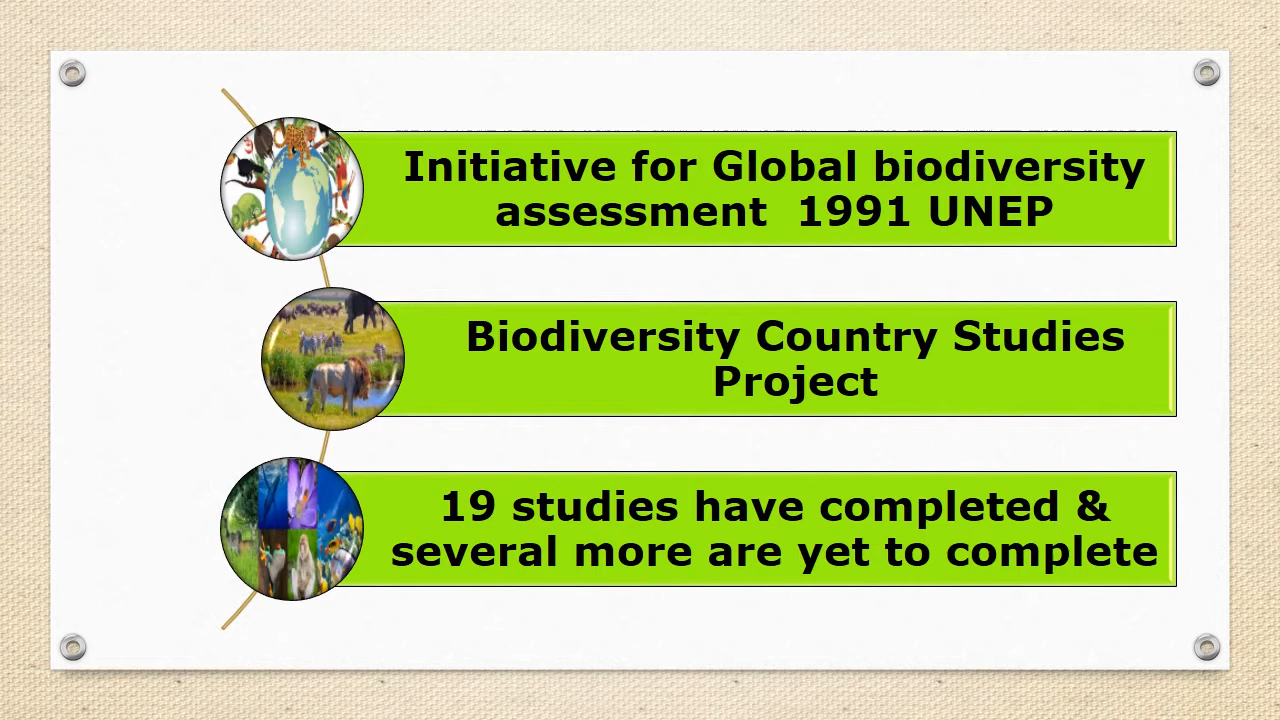 Initiative for Global biodiversity
assessment  1991 UNEP
Biodiversity Country Studies
Project
19 studies have completed &
several more are yet to complete